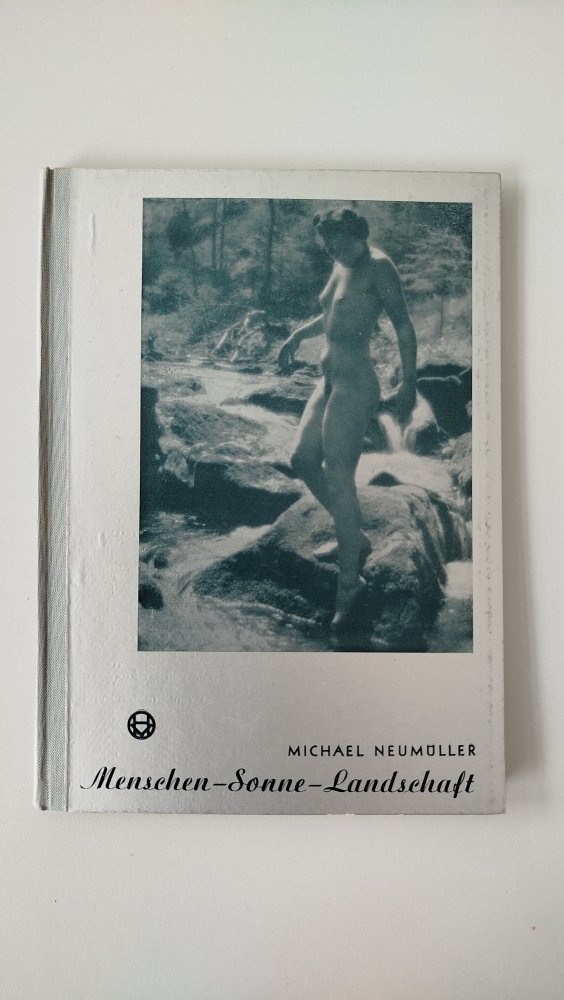 MICHAEL NEUMÜLLER
Menschen-Sonne-Landschaft